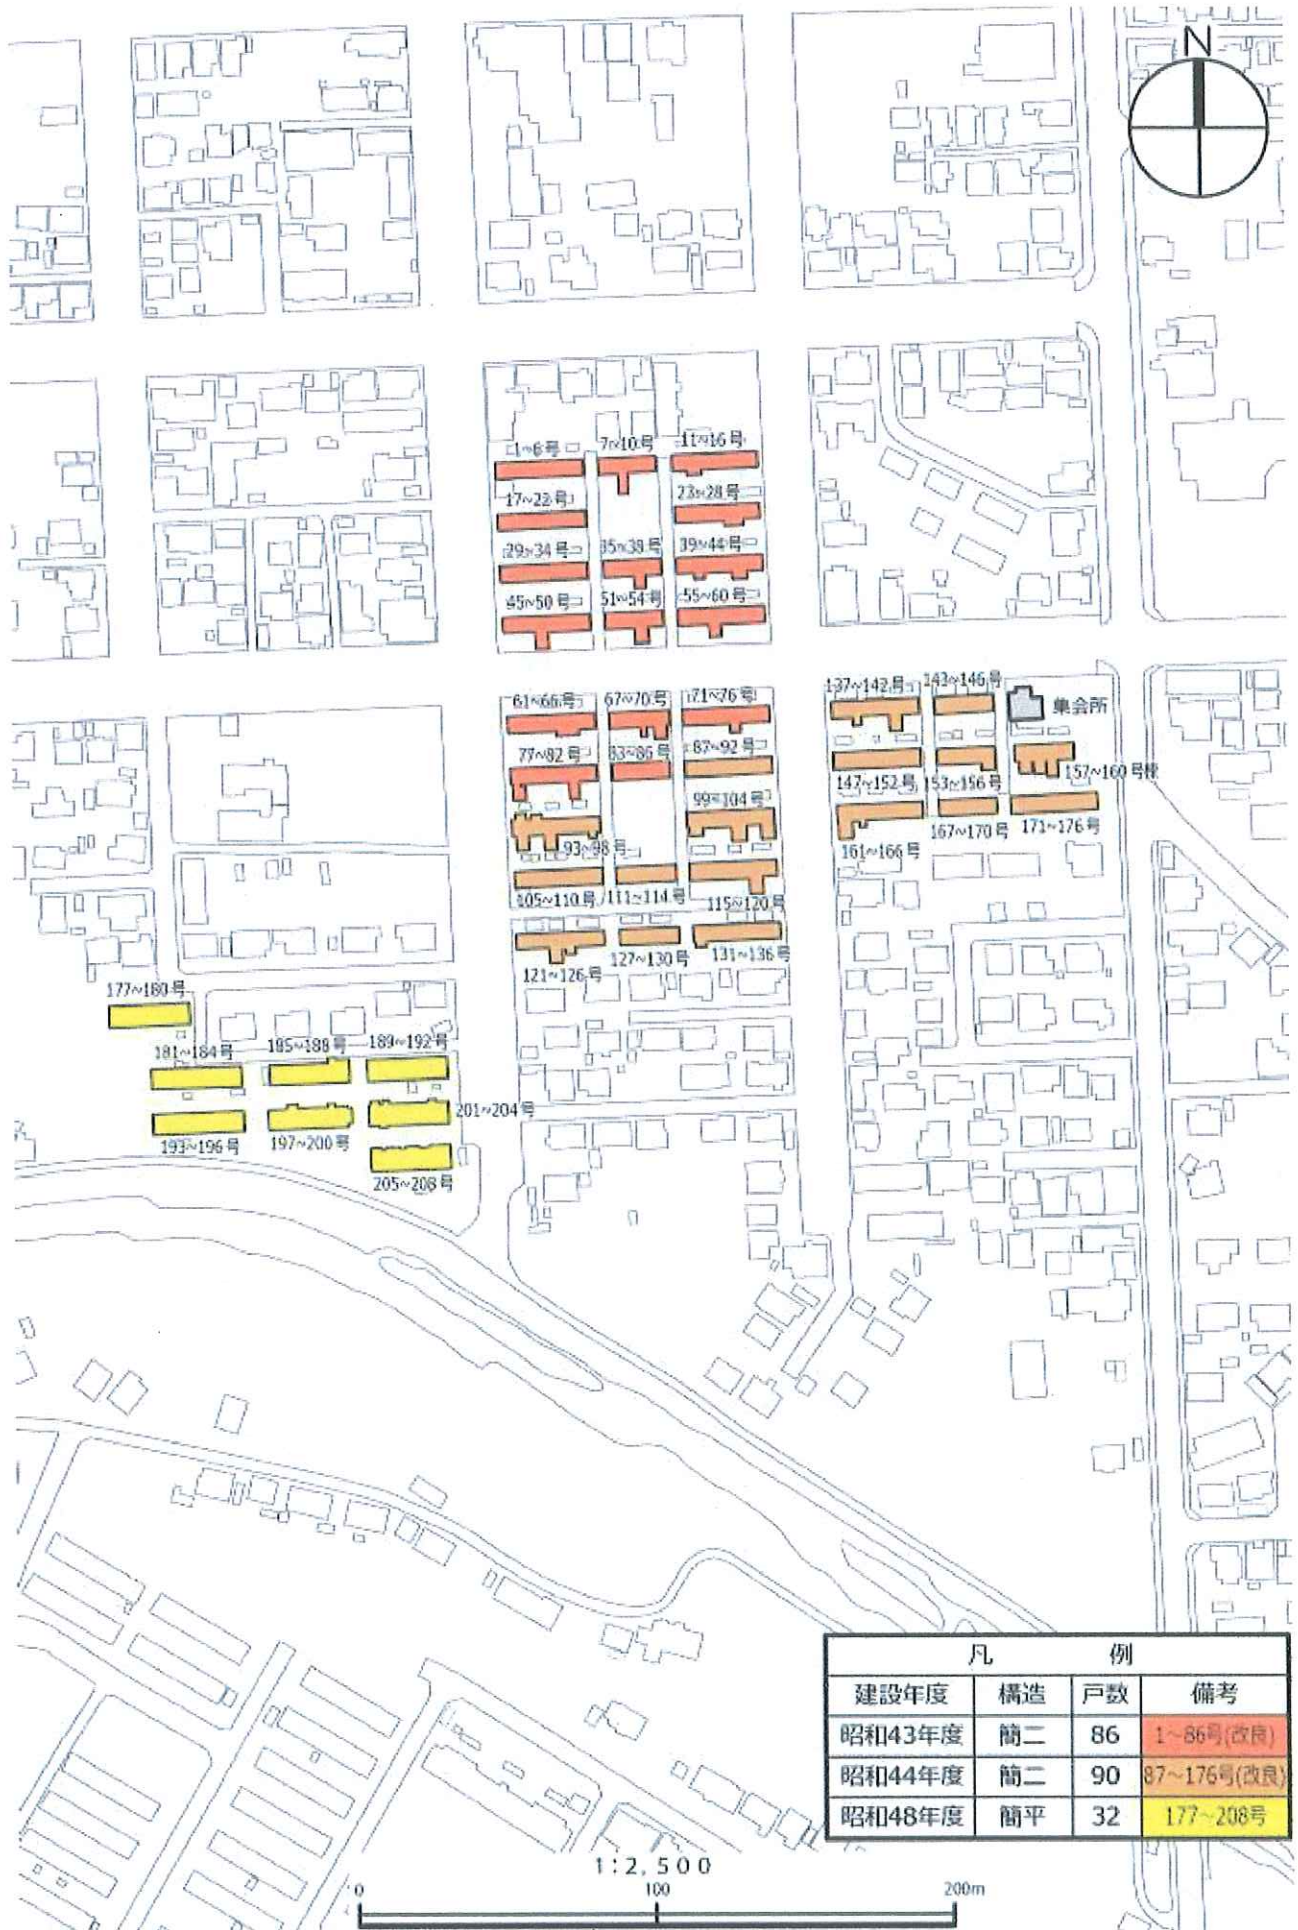 N
1~6号
7~10号
11~16号
17~22号
23~28号
29~34号
35~38号
39~44号
45~50号
51~54号
55~60号
61~66号
67~70号
71~76号
137~142号
143~146号
集会所
77~82号
83~86号
87~92号
147~152号
153~156号
157~160号棟
99~104号
93~98号
161~166号
167~170号
171~176号
105~110号
111~114号
115~120号
121~126号
127~130号
131~136号
177~180号
181~184号
185~188号
189~192号
193~196号
197~200号
201~204号
205~208号
凡 例
建設年度 構造 戸数 備考
昭和43年度 簡二 86 1~86号(改良)
昭和44年度 簡二 90 87~176号(改良)
昭和48年度 簡平 32 177~208号
1:2,500
0 100 200m